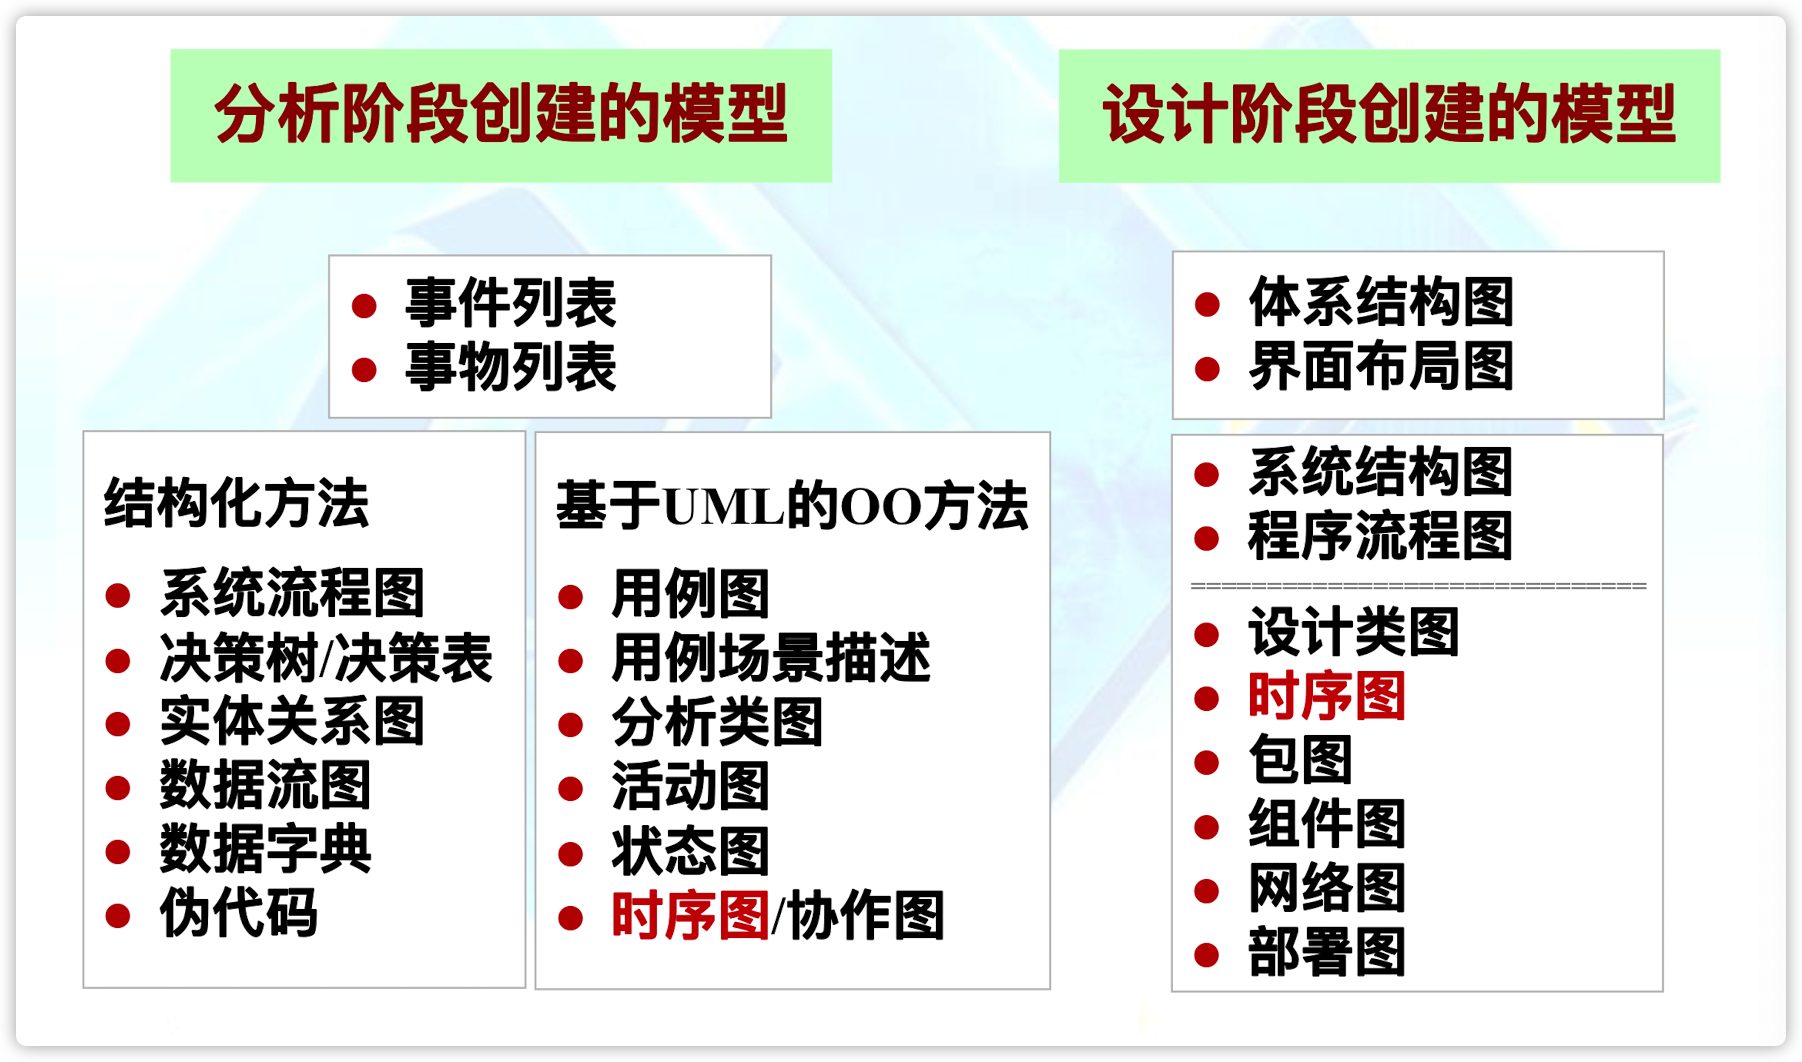 分析阶段创建的模型
事件列表
事物列表
结构化方法
系统流程图
决策树/决策表
实体关系图
数据流图
数据字典
伪代码
基于UML的OO方法
用例图
用例场景描述
分析类图
活动图
状态图
时序图/协作图
设计阶段创建的模型
体系结构图
界面布局图
系统结构图
程序流程图
==============================
设计类图
时序图
包图
组件图
网络图
部署图